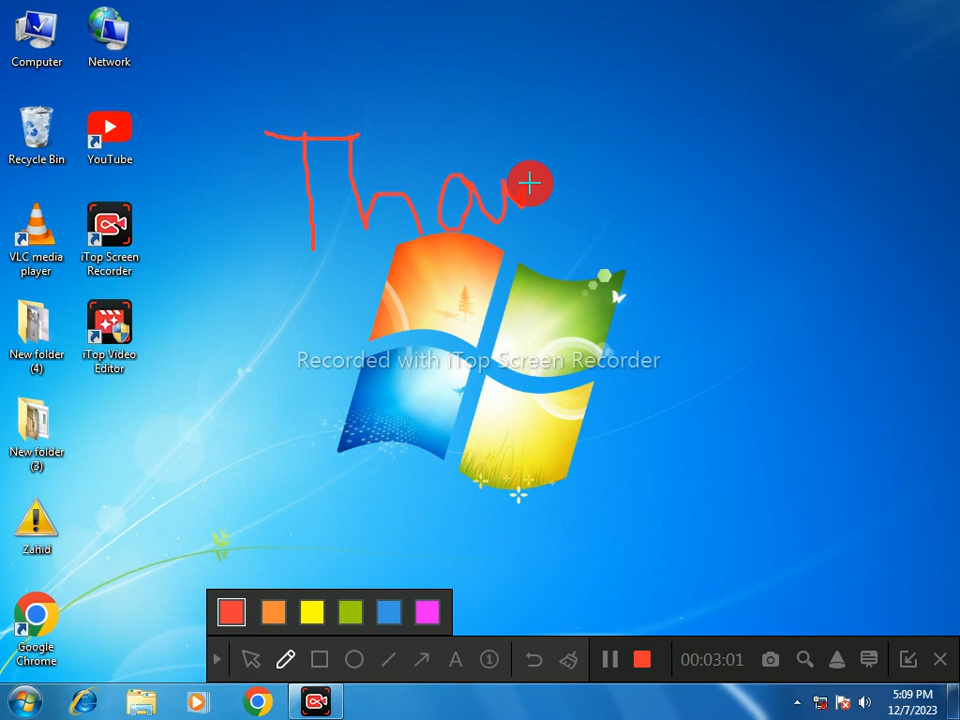 Computer
Network
Recycle Bin
YouTube
VLC media
player
iTop Screen
Recorder
New folder
(4)
iTop Video
Editor
New folder
(3)
Zahid
Google
Chrome
Than
Recorded with iTop Screen Recorder
A
1
00:03:01
5:09 PM
12/7/2023